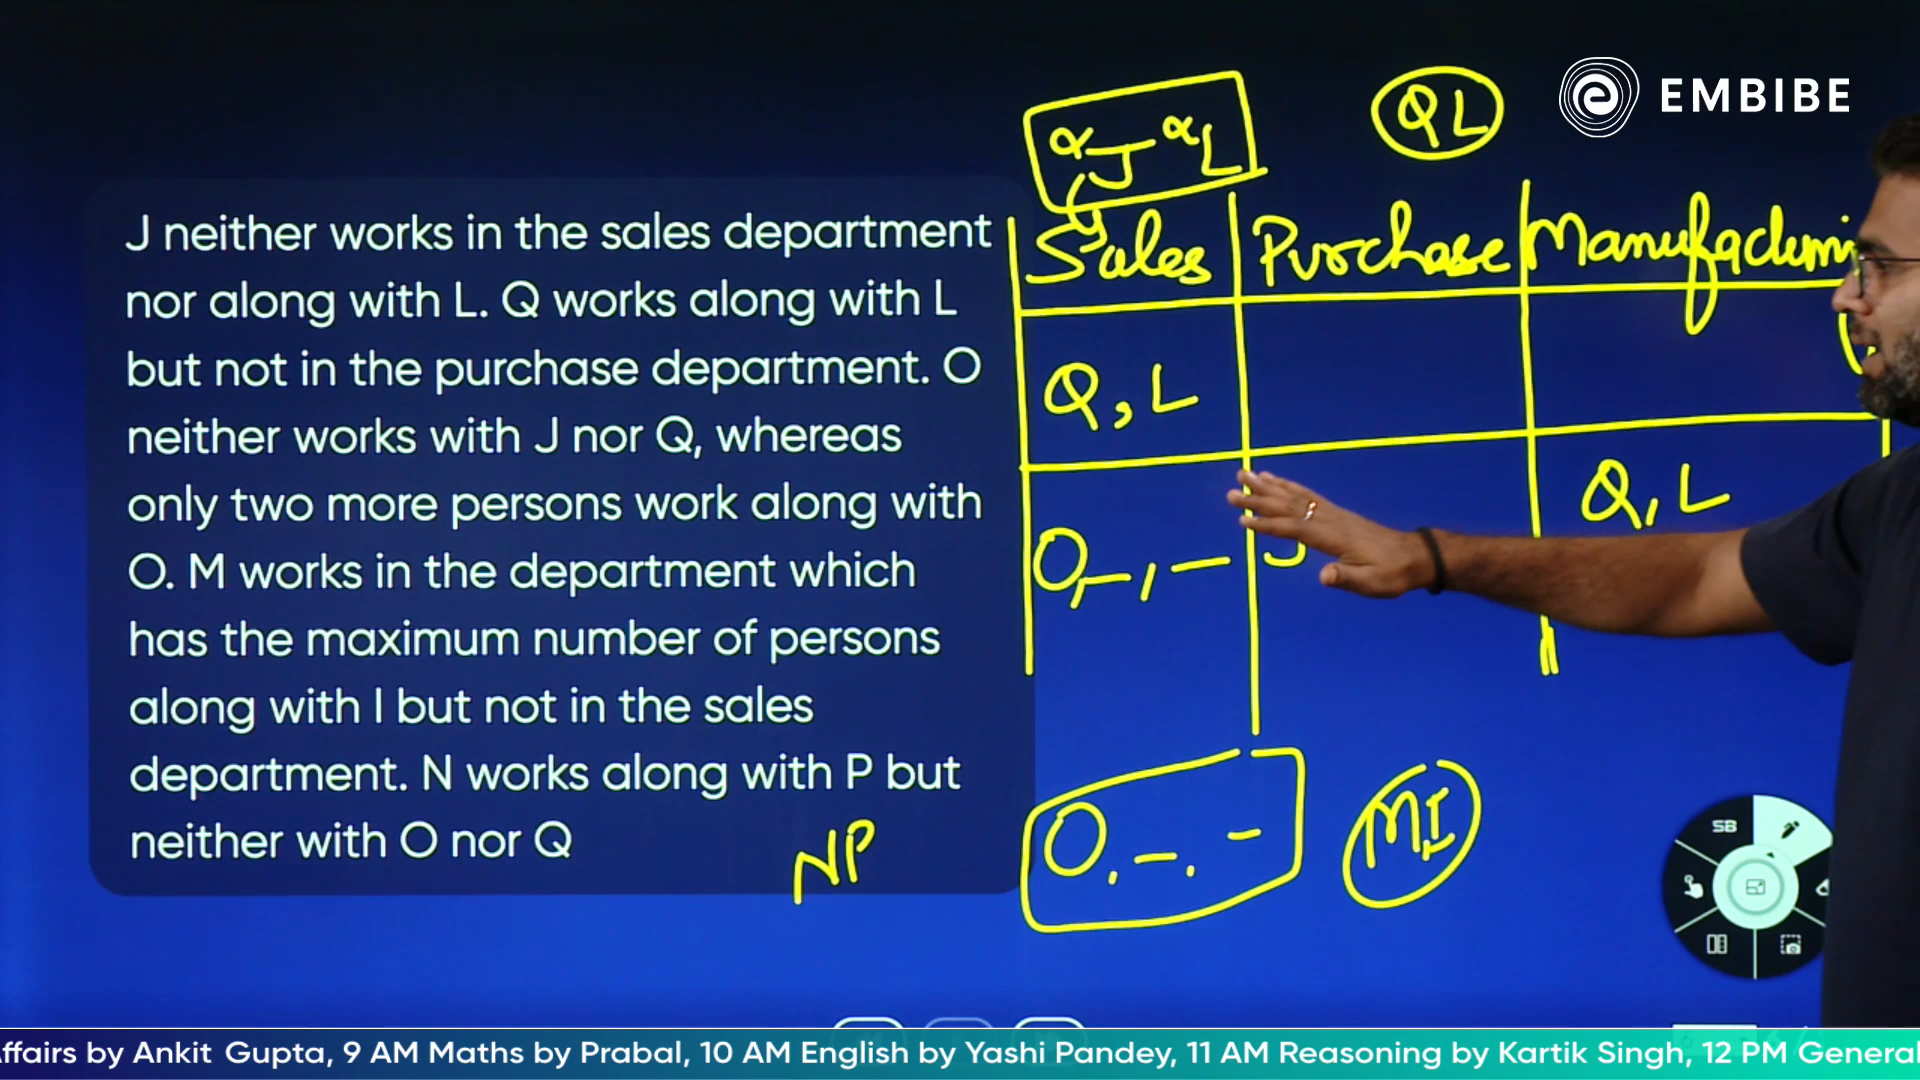 EMBIBE
J neither works in the sales department
nor along with L. Q works along with L
but not in the purchase department. O
neither works with J nor Q, whereas
only two more persons work along with
O. M works in the department which
has the maximum number of persons
along with I but not in the sales
department. N works along with P but
neither with O nor Q
NP
J L
QL
Sales Purchase
Q, L
Q, L
O, –, –
O, –, –
MI
SB
ffairs by Ankit Gupta, 9 AM Maths by Prabal, 10 AM English by Yashi Pandey, 11 AM Reasoning by Kartik Singh, 12 PM General